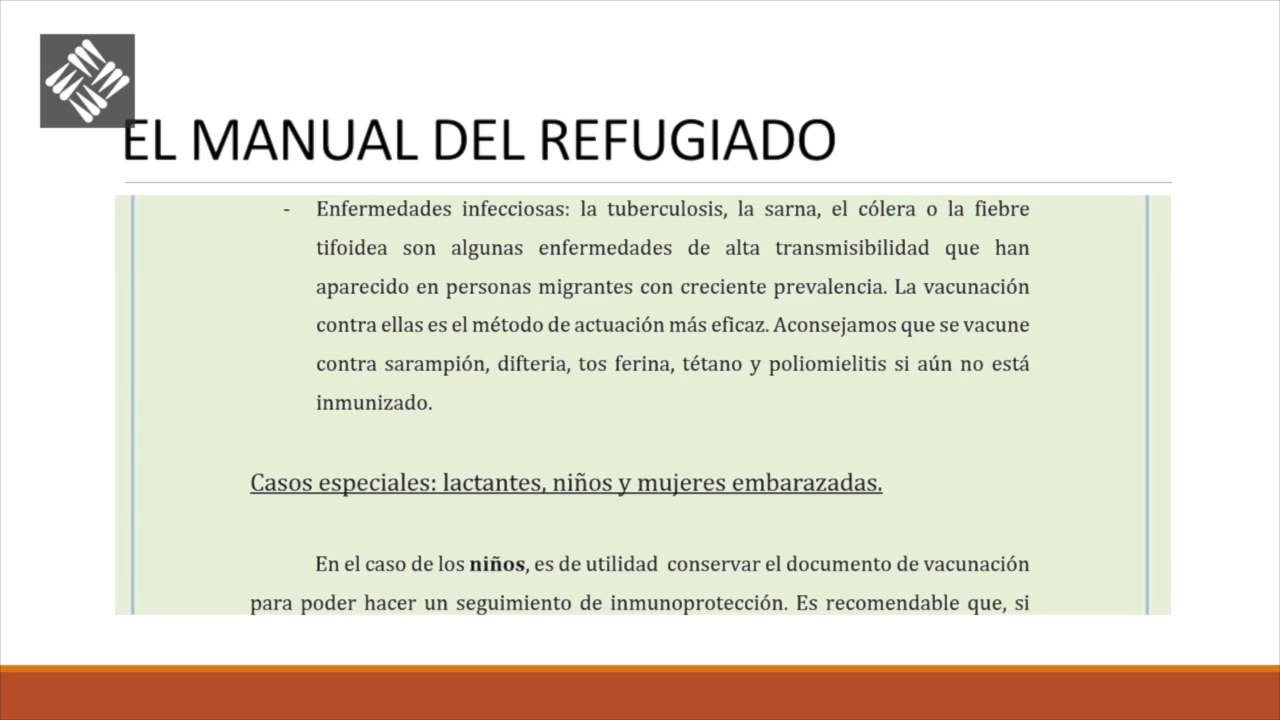 EL MANUAL DEL REFUGIADO
- Enfermedades infecciosas: la tuberculosis, la sarna, el cólera o la fiebre
tifoidea son algunas enfermedades de alta transmisibilidad que han
aparecido en personas migrantes con creciente prevalencia. La vacunación
contra ellas es el método de actuación más eficaz. Aconsejamos que se vacune
contra sarampión, difteria, tos ferina, tétano y poliomielitis si aún no está
inmunizado.
Casos especiales: lactantes, niños y mujeres embarazadas.
En el caso de los niños, es de utilidad conservar el documento de vacunación
para poder hacer un seguimiento de inmunoprotección. Es recomendable que, si